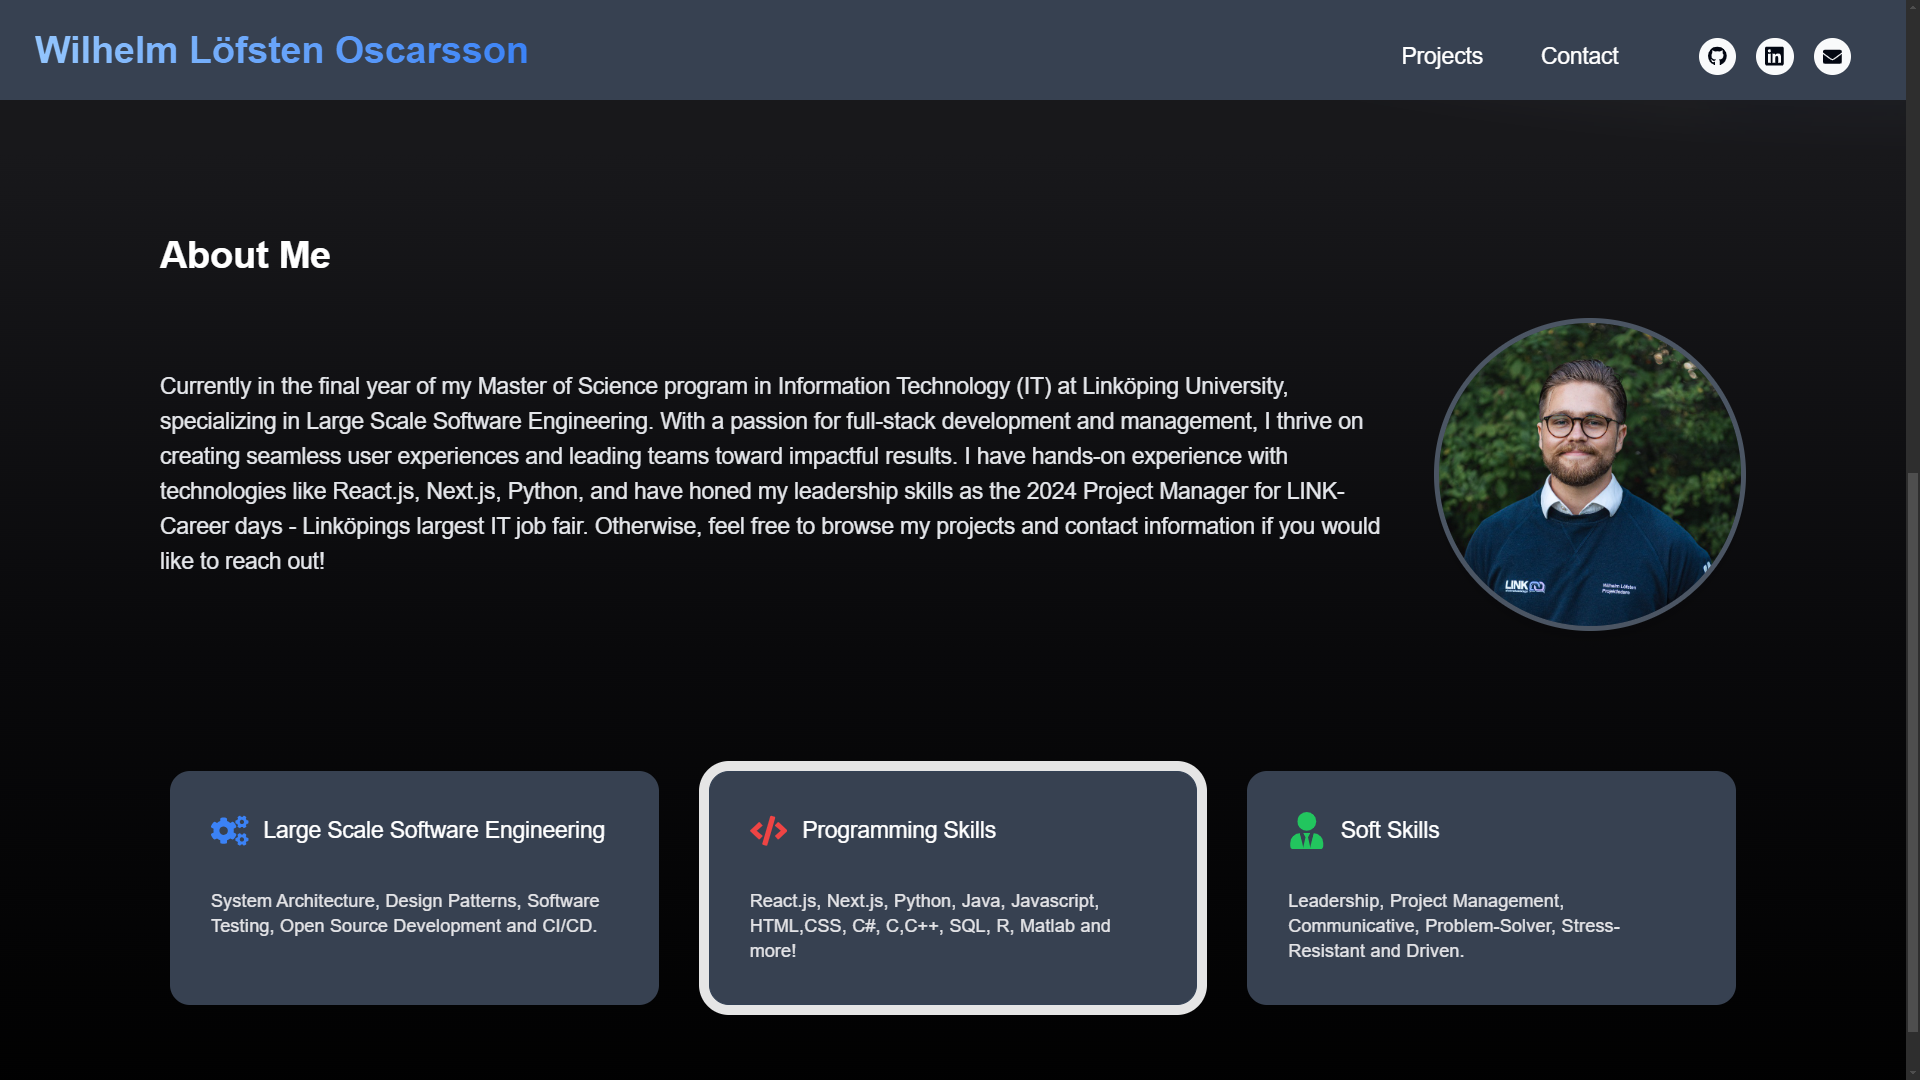 Wilhelm Löfsten Oscarsson
Projects
Contact
About Me
Currently in the final year of my Master of Science program in Information Technology (IT) at Linköping University,
specializing in Large Scale Software Engineering. With a passion for full-stack development and management, I thrive on
creating seamless user experiences and leading teams toward impactful results. I have hands-on experience with
technologies like React.js, Next.js, Python, and have honed my leadership skills as the 2024 Project Manager for LINK-
Career days - Linköpings largest IT job fair. Otherwise, feel free to browse my projects and contact information if you would
like to reach out!
LINK
Wilhelm Löfsten
Projektledare
Large Scale Software Engineering
System Architecture, Design Patterns, Software
Testing, Open Source Development and CI/CD.
Programming Skills
React.js, Next.js, Python, Java, Javascript,
HTML,CSS, C#, C,C++, SQL, R, Matlab and
more!
Soft Skills
Leadership, Project Management,
Communicative, Problem-Solver, Stress-
Resistant and Driven.